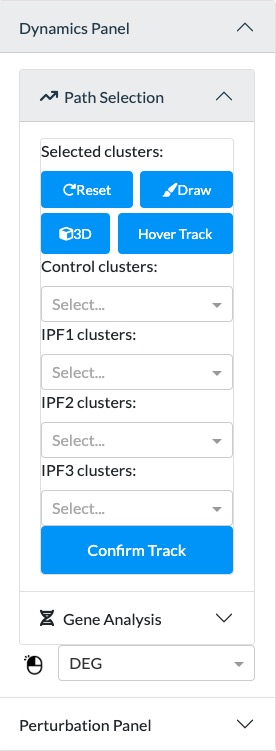 Dynamics Panel
Path Selection
Selected clusters:
Reset Draw
3D Hover Track
Control clusters:
Select...
IPF1 clusters:
Select...
IPF2 clusters:
Select...
IPF3 clusters:
Select...
Confirm Track
Gene Analysis
DEG
Perturbation Panel